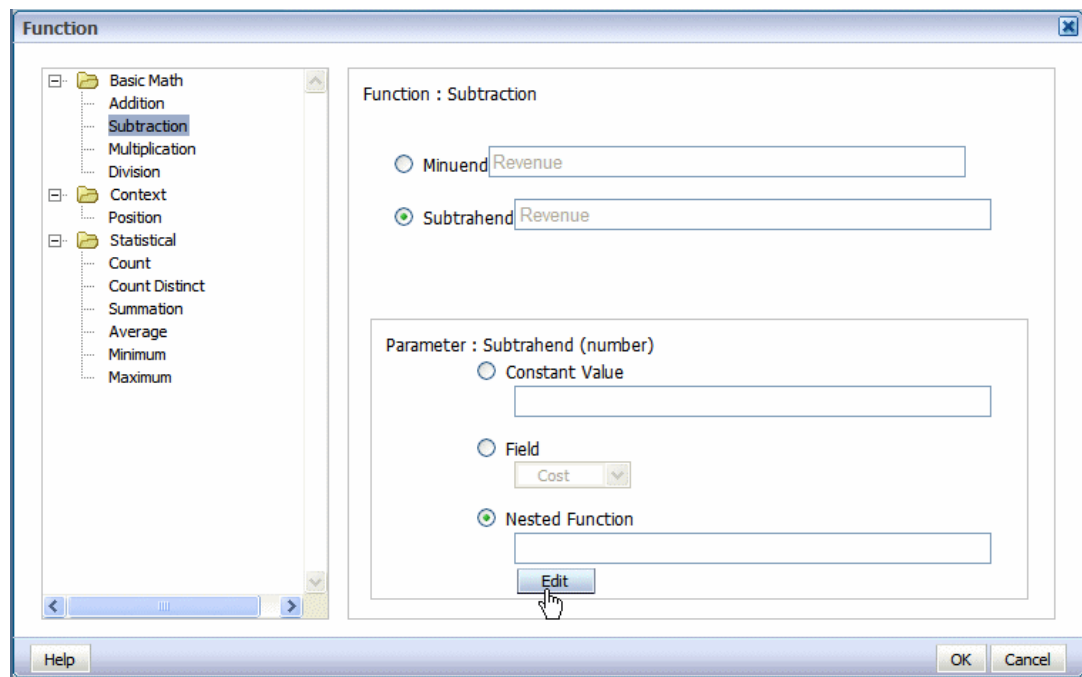 Function
Basic Math
Addition
Subtraction
Multiplication
Division
Context
Position
Statistical
Count
Count Distinct
Summation
Average
Minimum
Maximum
Function : Subtraction
Minuend Revenue
Subtrahend Revenue
Parameter : Subtrahend (number)
Constant Value
Field
Cost
Nested Function
Edit
Help OK Cancel